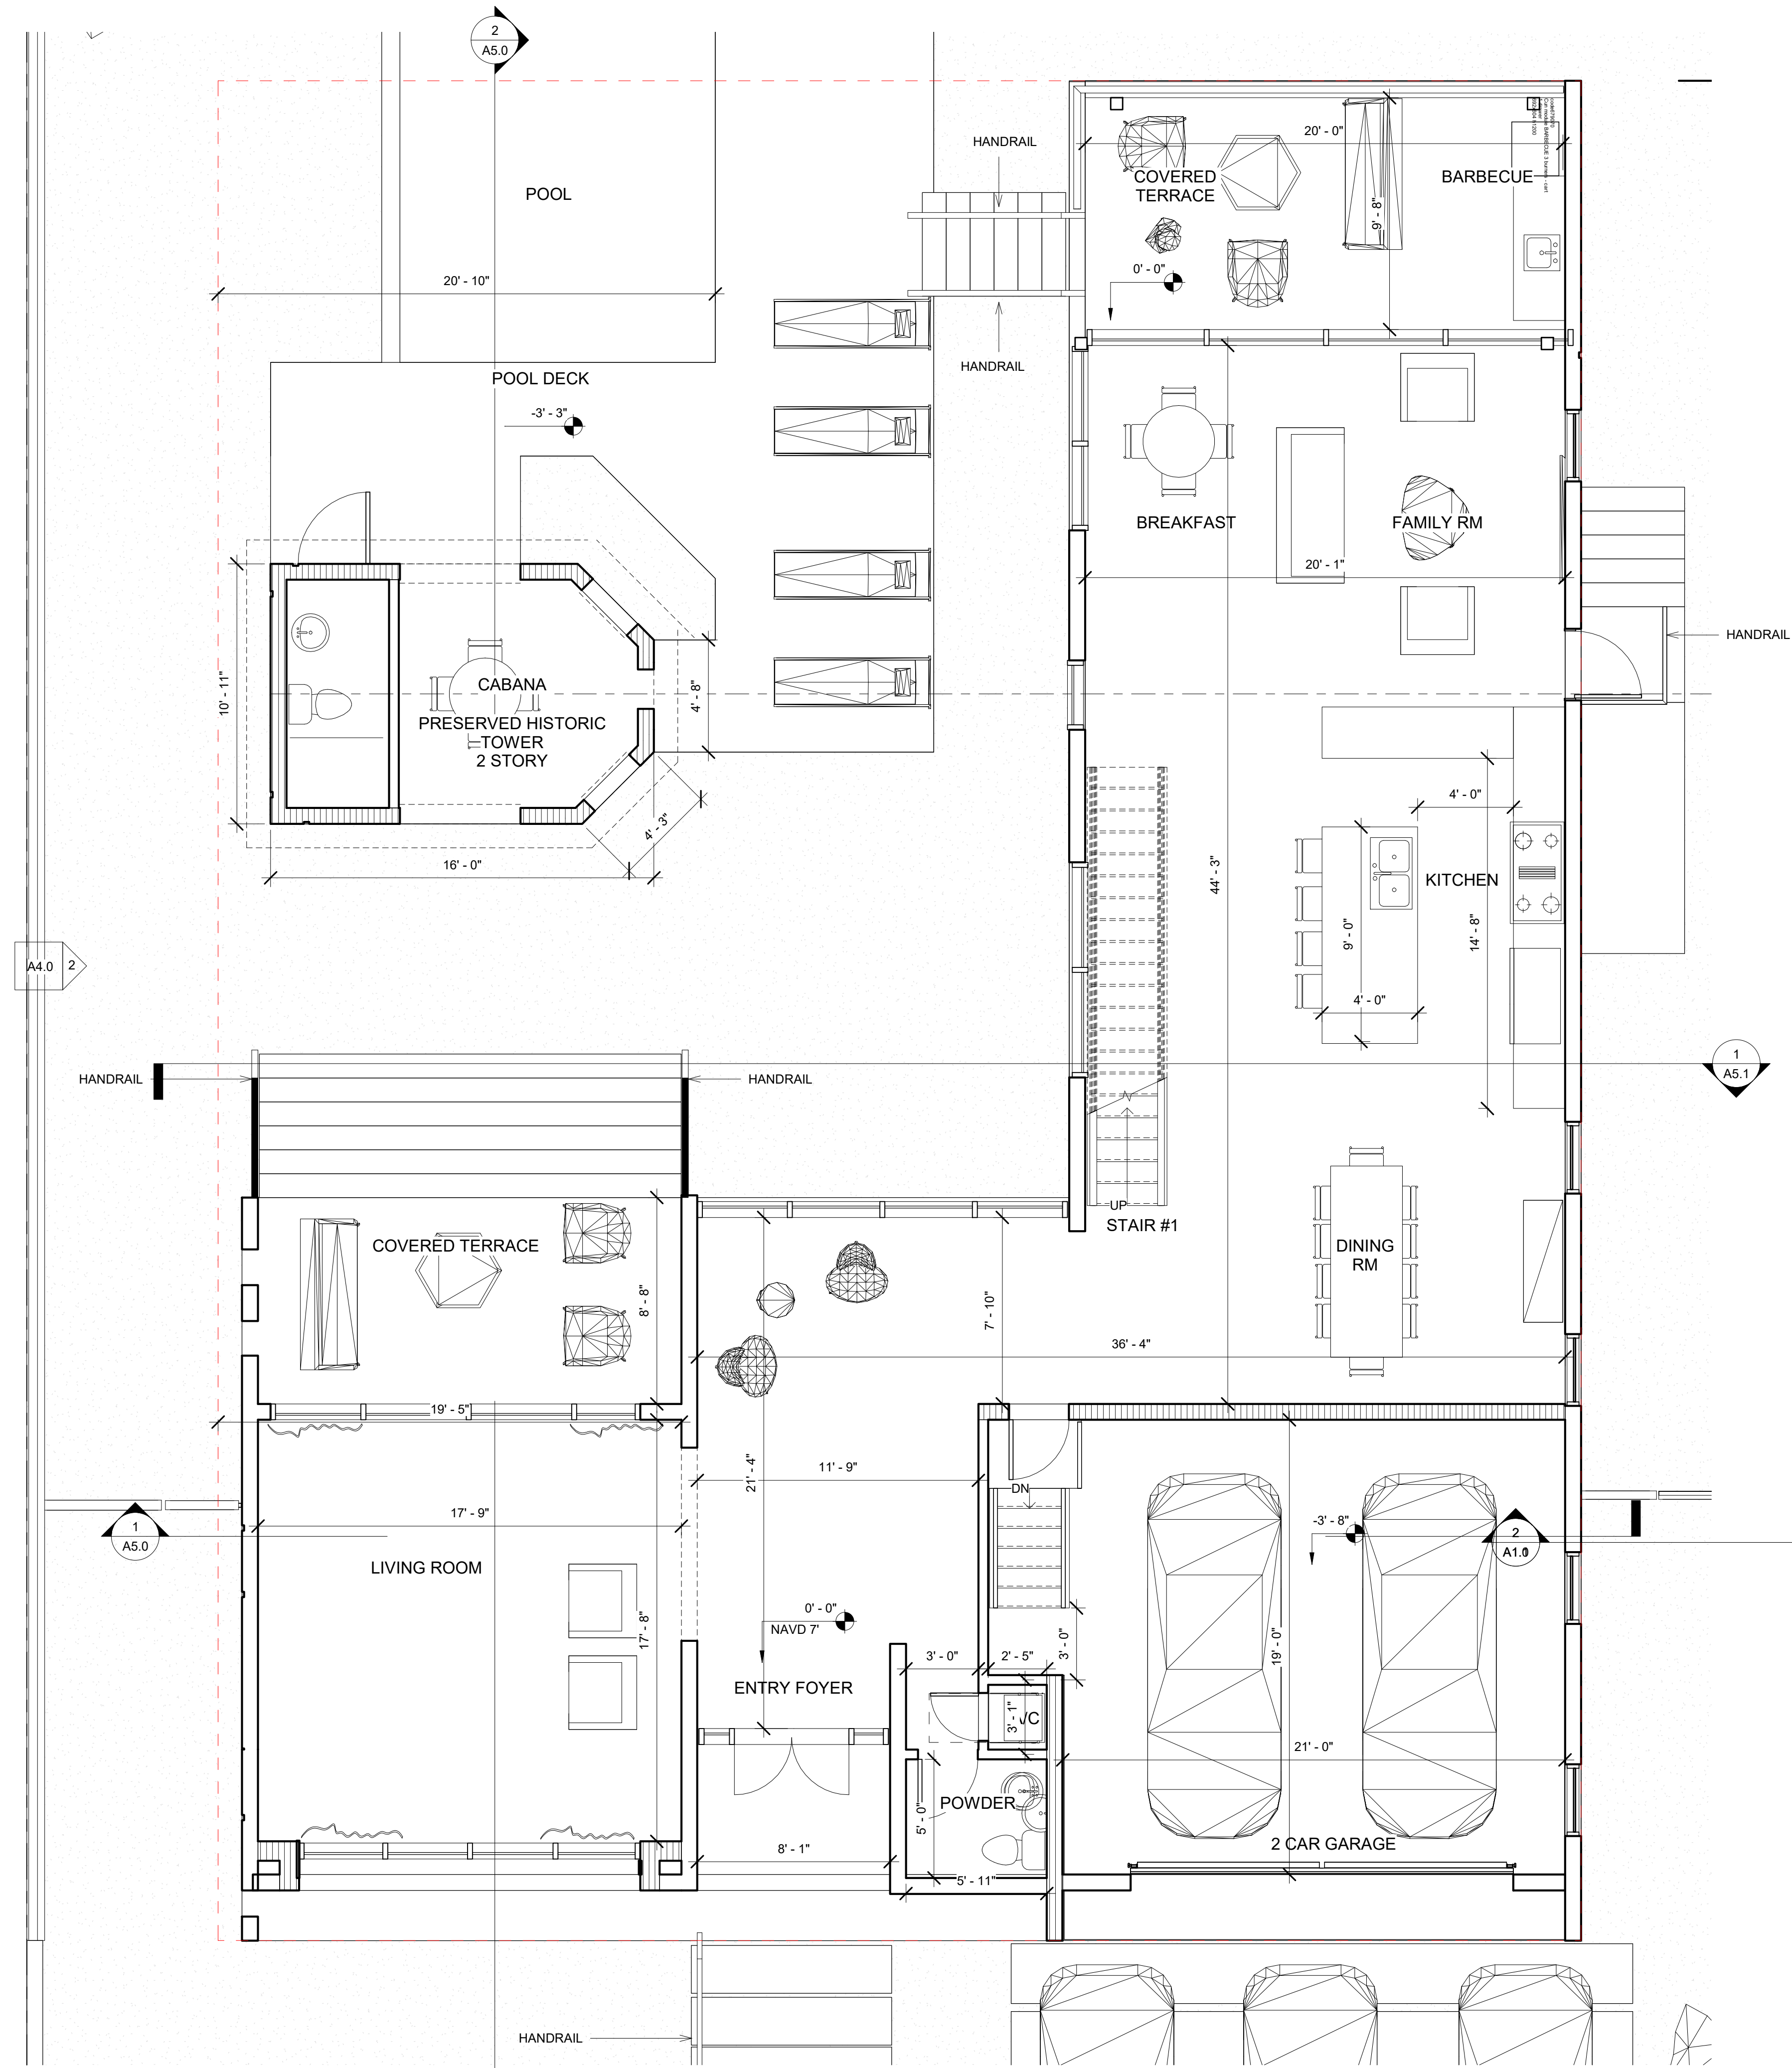 2
A5.0
HANDRAIL
20' - 0"
COVERED
TERRACE
BARBECUE
POOL
9' - 8"
0' - 0"
20' - 10"
HANDRAIL
POOL DECK
-3' - 3"
BREAKFAST
FAMILY RM
20' - 1"
HANDRAIL
10' - 11"
CABANA
PRESERVED HISTORIC
TOWER
2 STORY
4' - 8"
4' - 3"
16' - 0"
4' - 0"
44' - 3"
KITCHEN
9' - 0"
14' - 8"
4' - 0"
A4.0
2
1
A5.1
HANDRAIL
HANDRAIL
UP
STAIR #1
COVERED TERRACE
DINING
RM
8' - 8"
7' - 10"
36' - 4"
19' - 5"
21' - 4"
11' - 9"
DN
17' - 9"
1
A5.0
-3' - 8"
2
LIVING ROOM
0' - 0"
NAVD 7'
17' - 8"
3' - 0"
2' - 5"
3' - 0"
19' - 0"
ENTRY FOYER
3' - 1"
21' - 0"
POWDER
5' - 0"
8' - 1"
2 CAR GARAGE
5' - 11"
HANDRAIL